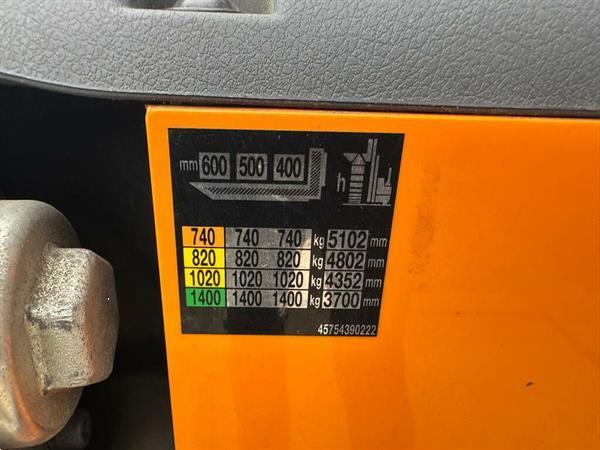 mm 600 500 400 h
740 740 740 kg 5102 mm
820 820 820 kg 4802 mm
1020 1020 1020 kg 4352 mm
1400 1400 1400 kg 3700 mm
45754390222